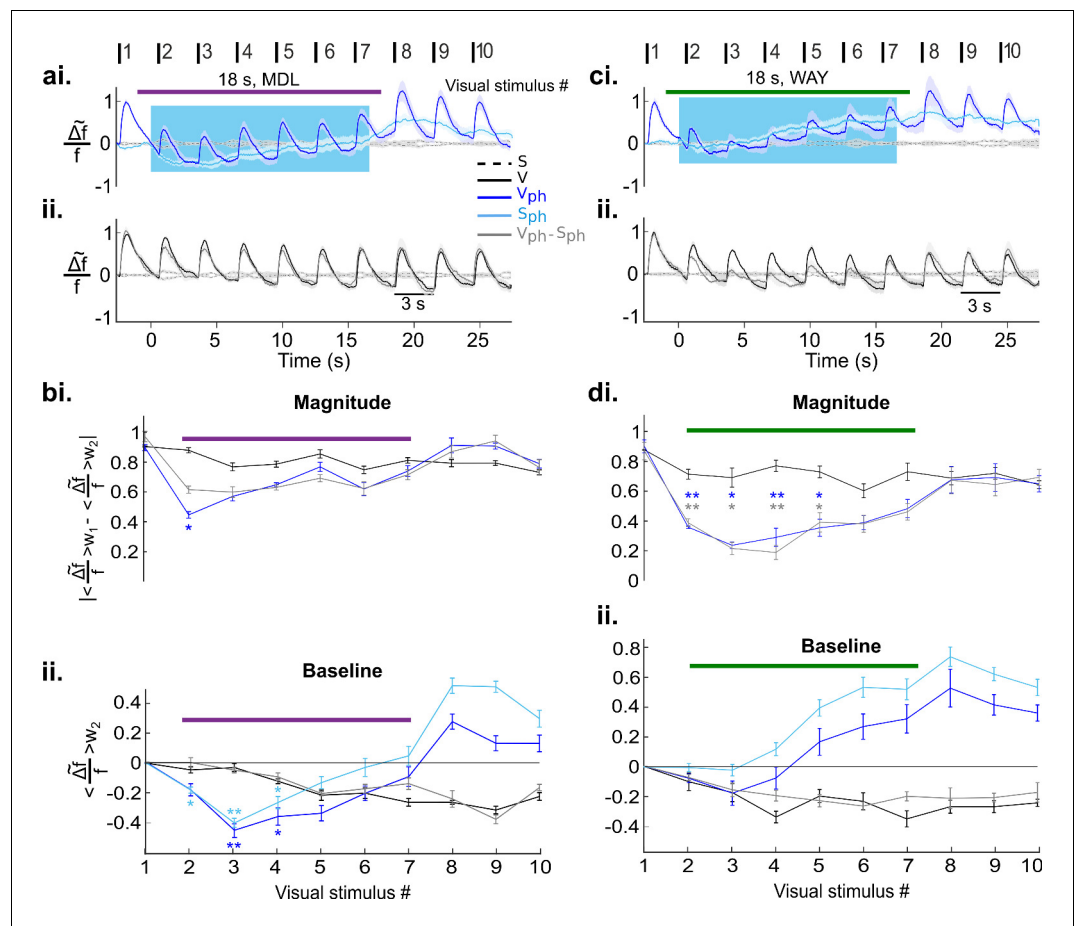 1 2 3 4 5 6 7 8 9 10
ai.
18 s, MDL
Visual stimulus #
Δf̃/f
1
0
-1
S
V
Vph
Sph
Vph-Sph
ii.
Δf̃/f
1
0
-1
3 s
0 5 10 15 20 25
Time (s)
1 2 3 4 5 6 7 8 9 10
ci.
18 s, WAY
Δf̃/f
1
0
-1
ii.
Δf̃/f
1
0
-1
3 s
0 5 10 15 20 25
Time (s)
bi.
Magnitude
|<Δf̃/f>w1- <Δf̃/f>w2|
1
0.8
0.6
0.4
0.2
*
ii.
Baseline
<Δf̃/f>w2
0.4
0.2
0
-0.2
-0.4
* ** *
** *
1 2 3 4 5 6 7 8 9 10
Visual stimulus #
di.
Magnitude
1
0.8
0.6
0.4
0.2
0
** * ** *
** * ** *
ii.
Baseline
0.8
0.6
0.4
0.2
0
-0.2
-0.4
1 2 3 4 5 6 7 8 9 10
Visual stimulus #